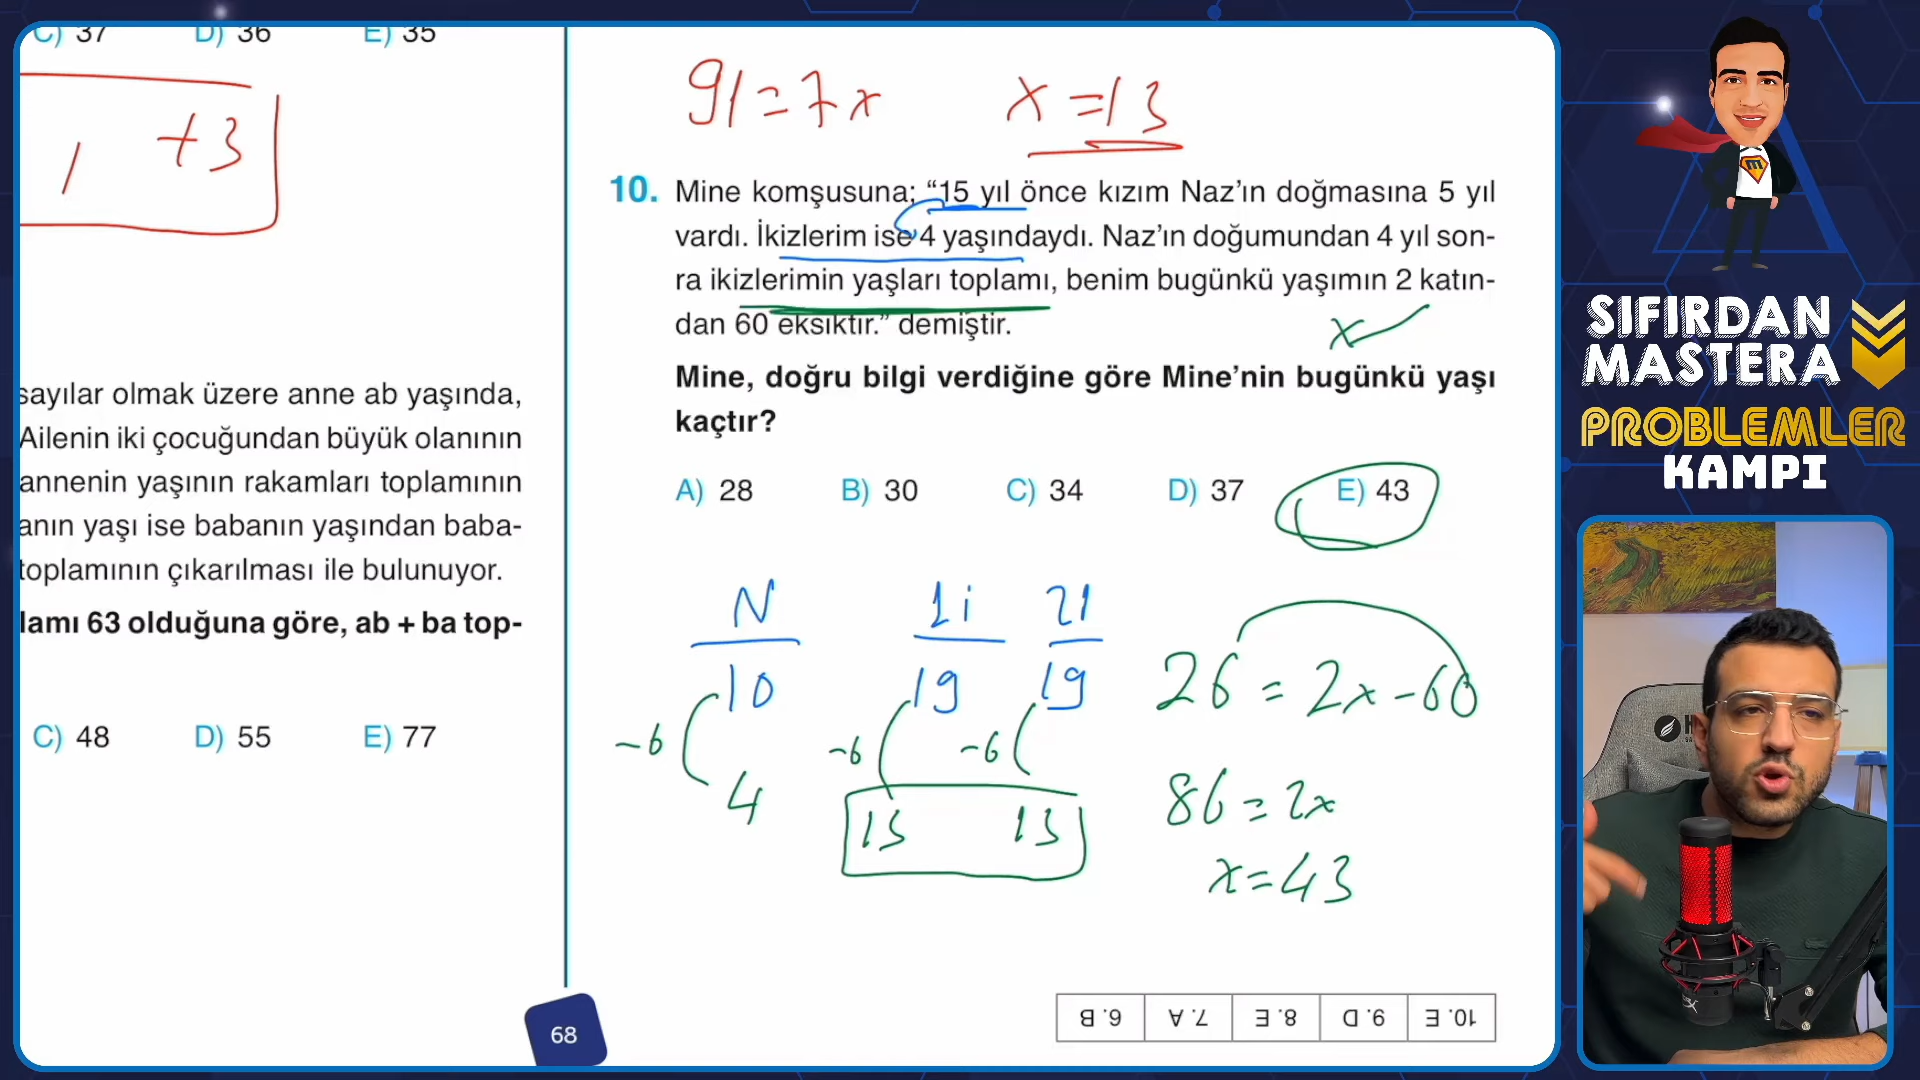 C) 37 D) 36 E) 35
1 +3
sayılar olmak üzere anne ab yaşında,
Ailenin iki çocuğundan büyük olanının
annenin yaşının rakamları toplamının
anın yaşı ise babanın yaşından baba-
toplamının çıkarılması ile bulunuyor.
lamı 63 olduğuna göre, ab + ba top-
C) 48 D) 55 E) 77
91=7x x=13
10. Mine komşusuna; “15 yıl önce kızım Naz’ın doğmasına 5 yıl
vardı. İkizlerim ise 4 yaşındaydı. Naz’ın doğumundan 4 yıl son-
ra ikizlerimin yaşları toplamı, benim bugünkü yaşımın 2 katın-
dan 60 eksiktir.” demiştir.
x
Mine, doğru bilgi verdiğine göre Mine’nin bugünkü yaşı
kaçtır?
A) 28 B) 30 C) 34 D) 37 E) 43
N 1i 2i
10 19 19
-6 -6 -6
4 13 13
26 = 2x-60
86=2x
x=43
68
10. E 9. D 8. E 7. A 6. B
SIFIRDAN
MASTERA
PROBLEMLER
KAMPI